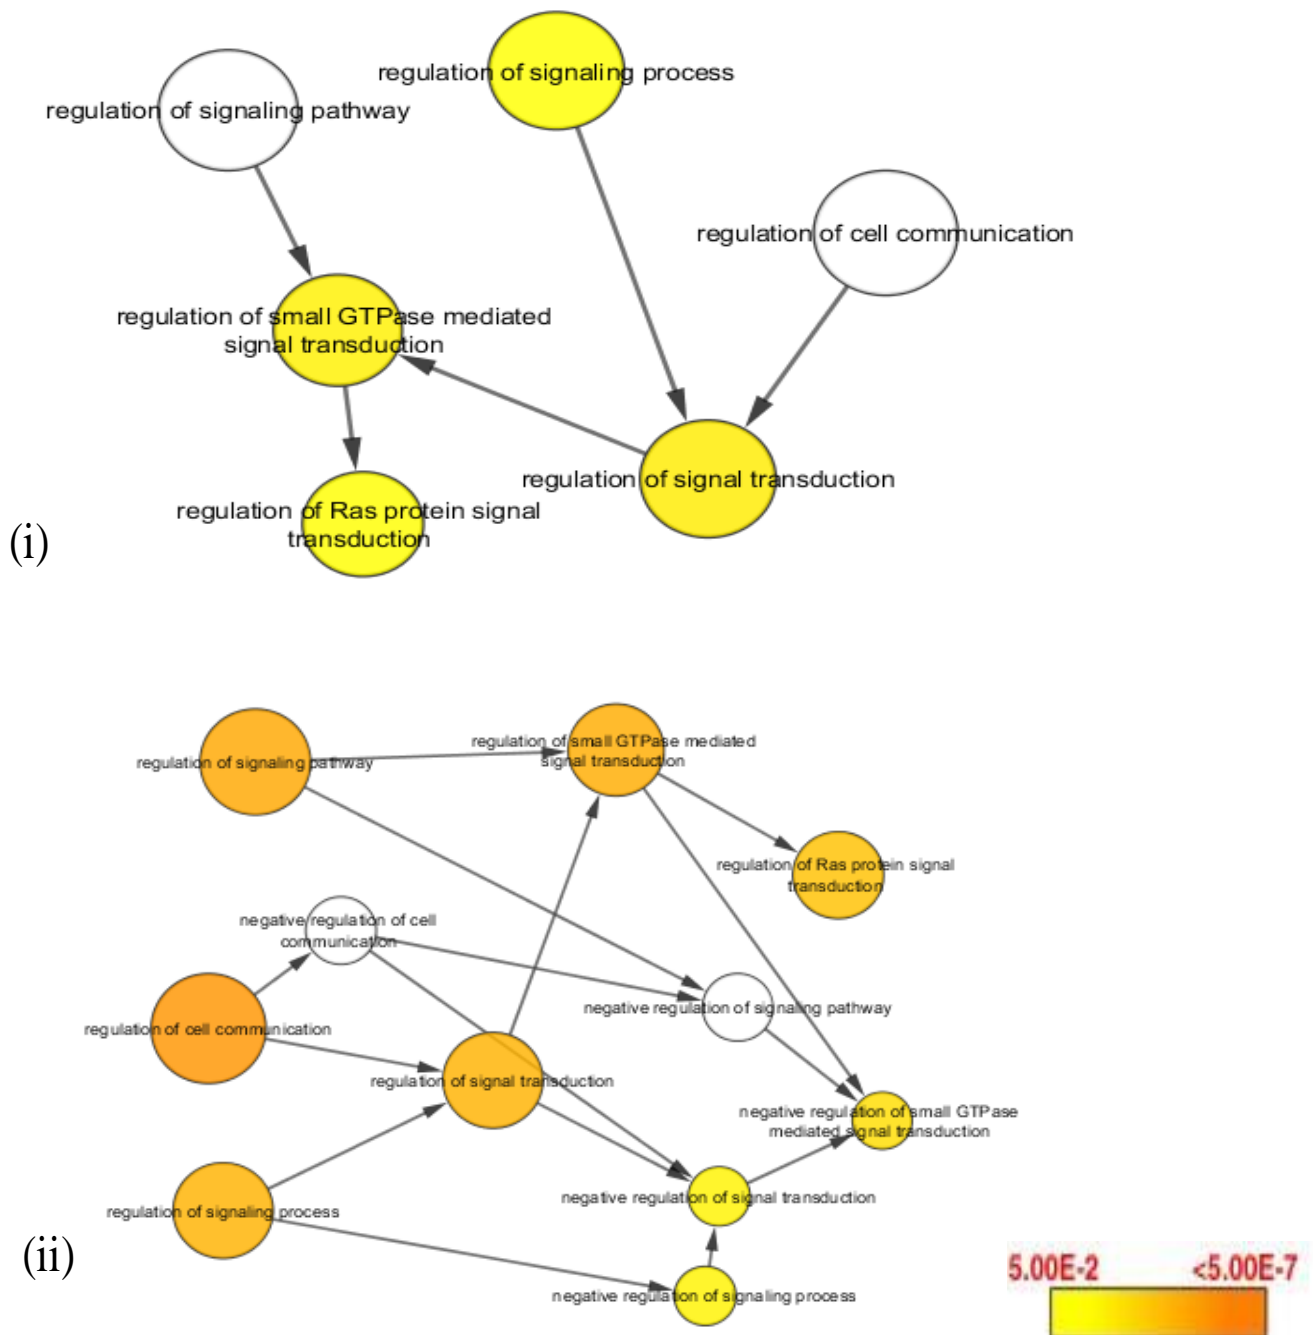 regulation of signaling process
regulation of signaling pathway
regulation of cell communication
regulation of small GTPase mediated
signal transduction
regulation of signal transduction
regulation of Ras protein signal
transduction
(i)
regulation of small GTPase mediated
signal transduction
regulation of signaling pathway
regulation of Ras protein signal
transduction
negative regulation of cell
communication
negative regulation of signaling pathway
regulation of cell communication
regulation of signal transduction
negative regulation of small GTPase
mediated signal transduction
negative regulation of signal transduction
regulation of signaling process
(ii)
negative regulation of signaling process
5.00E-2 <5.00E-7